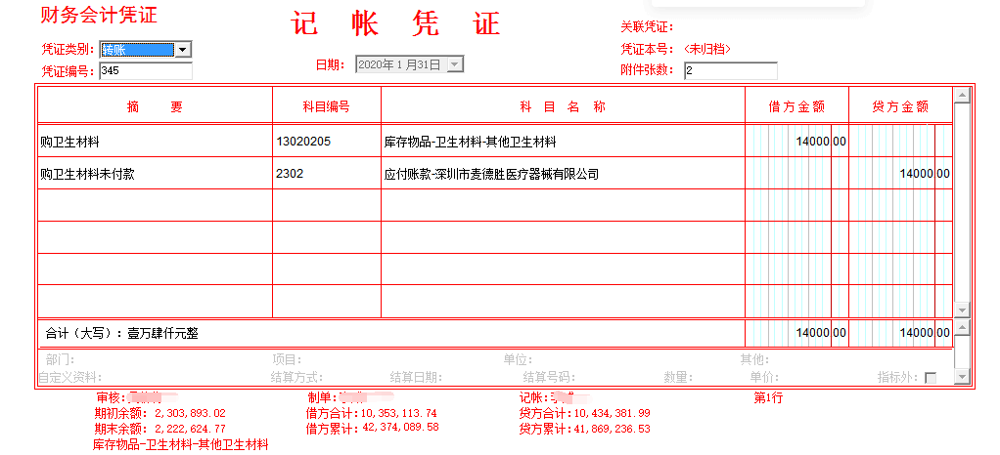 财务会计凭证
记 帐 凭 证
关联凭证:
凭证类别: 转账
凭证本号: <未归档>
凭证编号: 345
日期: 2020年 1 月31日
附件张数: 2
摘 要 科目编号 科 目 名 称 借方金额 贷方金额
购卫生材料 13020205 库存物品-卫生材料-其他卫生材料 14000 00
购卫生材料未付款 2302 应付账款-深圳市麦德胜医疗器械有限公司 14000 00
合计（大写）: 壹万肆仟元整 14000 00 14000 00
部门: 项目: 单位: 其他:
自定义资料: 结算方式: 结算日期: 结算号码: 数量: 单价: 指标外:
审核: 制单: 记帐: 第1行
期初余额: 2,303,893.02 借方合计:10,353,113.74 贷方合计:10,434,381.99
期末余额: 2,222,624.77 借方累计: 42,374,089.58 贷方累计:41,869,236.53
库存物品-卫生材料-其他卫生材料